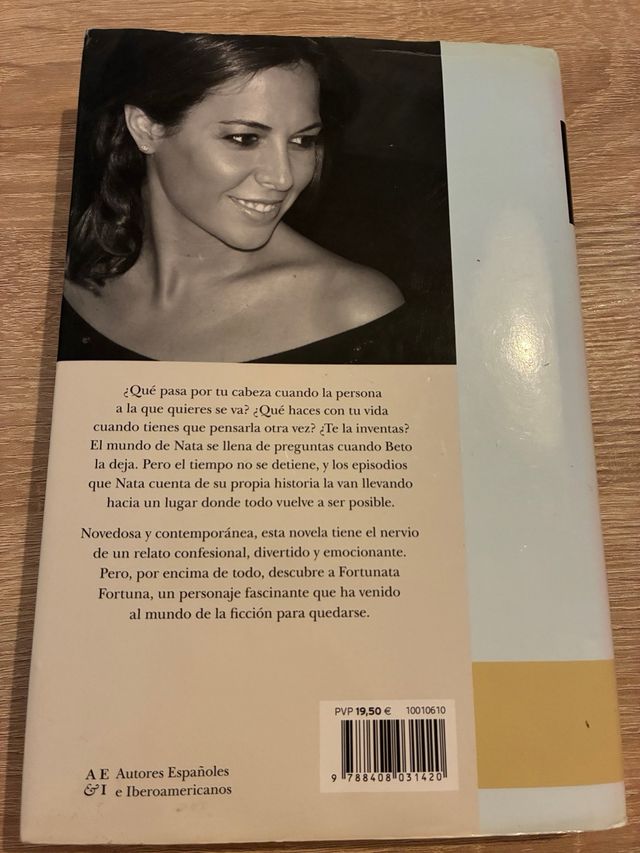 ¿Qué pasa por tu cabeza cuando la persona
a la que quieres se va? ¿Qué haces con tu vida
cuando tienes que pensarla otra vez? ¿Te la inventas?
El mundo de Nata se llena de preguntas cuando Beto
la deja. Pero el tiempo no se detiene, y los episodios
que Nata cuenta de su propia historia la van llevando
hacia un lugar donde todo vuelve a ser posible.
Novedosa y contemporánea, esta novela tiene el nervio
de un relato confesional, divertido y emocionante.
Pero, por encima de todo, descubre a Fortunata
Fortuna, un personaje fascinante que ha venido
al mundo de la ficción para quedarse.
PVP 19,50 € 10010610
9 788408 031420
A E Autores Españoles
& I e Iberoamericanos